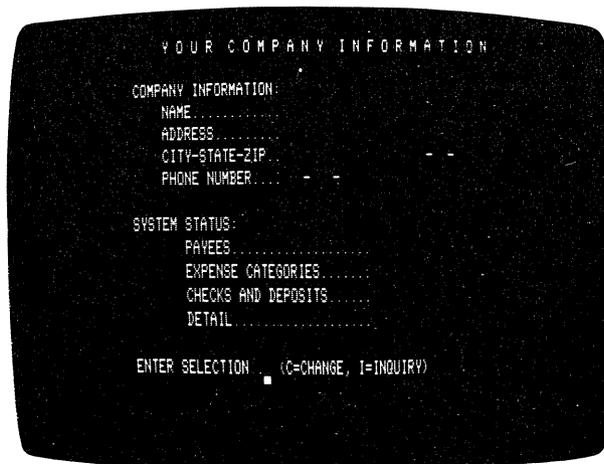 YOUR COMPANY INFORMATION
COMPANY INFORMATION:
NAME............
ADDRESS.........
CITY-STATE-ZIP.. - -
PHONE NUMBER.... - -
SYSTEM STATUS:
PAYEES...................
EXPENSE CATEGORIES.......
CHECKS AND DEPOSITS......
DETAIL...................
ENTER SELECTION . (C=CHANGE, I=INQUIRY)